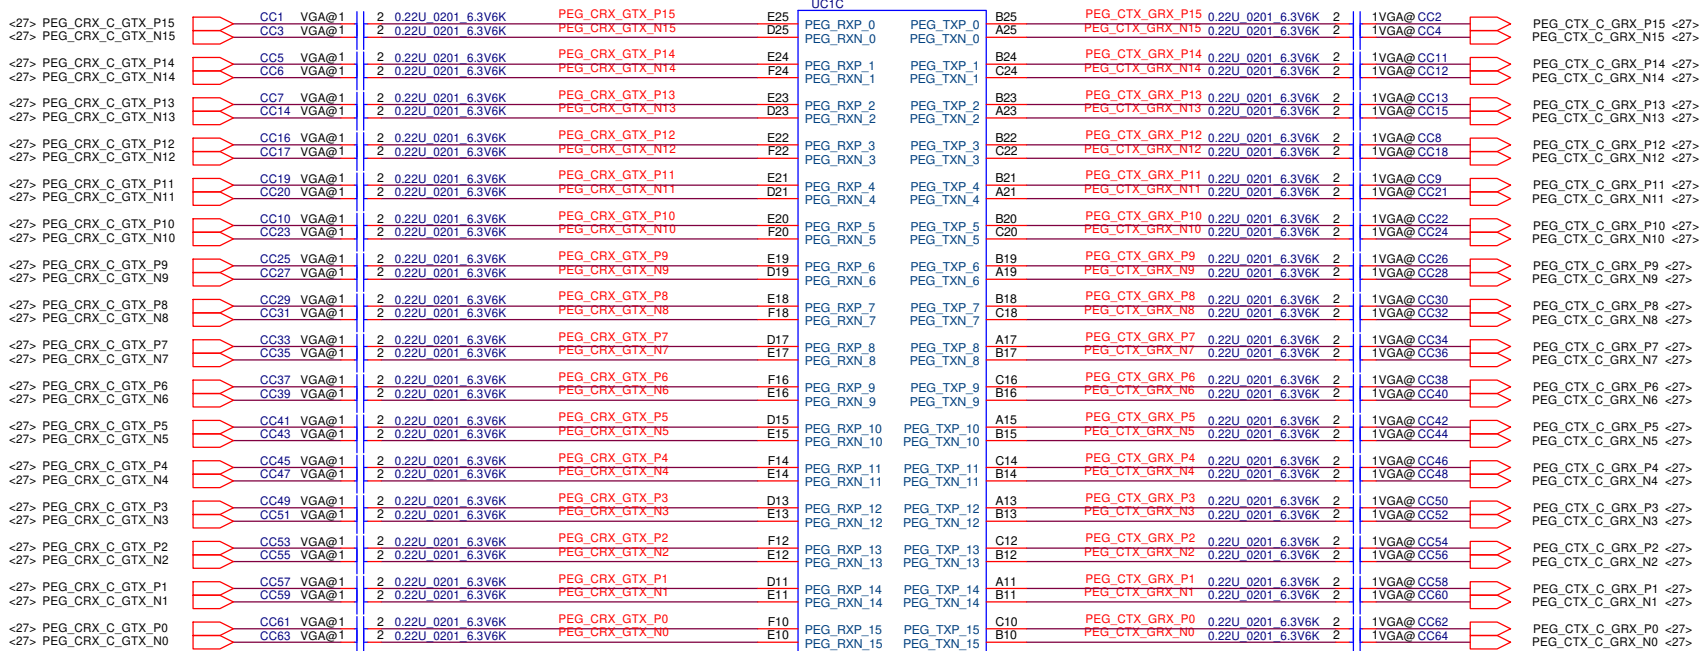 UC1C
<27> PEG_CRX_C_GTX_P15 CC1 VGA@1 2 0.22U_0201_6.3V6K PEG_CRX_GTX_P15 E25 PEG_RXP_0 PEG_TXP_0 B25 PEG_CTX_GRX_P15 0.22U_0201_6.3V6K 2 1VGA@ CC2 PEG_CTX_C_GRX_P15 <27>
<27> PEG_CRX_C_GTX_N15 CC3 VGA@1 2 0.22U_0201_6.3V6K PEG_CRX_GTX_N15 D25 PEG_RXN_0 PEG_TXN_0 A25 PEG_CTX_GRX_N15 0.22U_0201_6.3V6K 2 1VGA@ CC4 PEG_CTX_C_GRX_N15 <27>
<27> PEG_CRX_C_GTX_P14 CC5 VGA@1 2 0.22U_0201_6.3V6K PEG_CRX_GTX_P14 E24 PEG_RXP_1 PEG_TXP_1 B24 PEG_CTX_GRX_P14 0.22U_0201_6.3V6K 2 1VGA@ CC11 PEG_CTX_C_GRX_P14 <27>
<27> PEG_CRX_C_GTX_N14 CC6 VGA@1 2 0.22U_0201_6.3V6K PEG_CRX_GTX_N14 F24 PEG_RXN_1 PEG_TXN_1 C24 PEG_CTX_GRX_N14 0.22U_0201_6.3V6K 2 1VGA@ CC12 PEG_CTX_C_GRX_N14 <27>
<27> PEG_CRX_C_GTX_P13 CC7 VGA@1 2 0.22U_0201_6.3V6K PEG_CRX_GTX_P13 E23 PEG_RXP_2 PEG_TXP_2 B23 PEG_CTX_GRX_P13 0.22U_0201_6.3V6K 2 1VGA@ CC13 PEG_CTX_C_GRX_P13 <27>
<27> PEG_CRX_C_GTX_N13 CC14 VGA@1 2 0.22U_0201_6.3V6K PEG_CRX_GTX_N13 D23 PEG_RXN_2 PEG_TXN_2 A23 PEG_CTX_GRX_N13 0.22U_0201_6.3V6K 2 1VGA@ CC15 PEG_CTX_C_GRX_N13 <27>
<27> PEG_CRX_C_GTX_P12 CC16 VGA@1 2 0.22U_0201_6.3V6K PEG_CRX_GTX_P12 E22 PEG_RXP_3 PEG_TXP_3 B22 PEG_CTX_GRX_P12 0.22U_0201_6.3V6K 2 1VGA@ CC8 PEG_CTX_C_GRX_P12 <27>
<27> PEG_CRX_C_GTX_N12 CC17 VGA@1 2 0.22U_0201_6.3V6K PEG_CRX_GTX_N12 F22 PEG_RXN_3 PEG_TXN_3 C22 PEG_CTX_GRX_N12 0.22U_0201_6.3V6K 2 1VGA@ CC18 PEG_CTX_C_GRX_N12 <27>
<27> PEG_CRX_C_GTX_P11 CC19 VGA@1 2 0.22U_0201_6.3V6K PEG_CRX_GTX_P11 E21 PEG_RXP_4 PEG_TXP_4 B21 PEG_CTX_GRX_P11 0.22U_0201_6.3V6K 2 1VGA@ CC9 PEG_CTX_C_GRX_P11 <27>
<27> PEG_CRX_C_GTX_N11 CC20 VGA@1 2 0.22U_0201_6.3V6K PEG_CRX_GTX_N11 D21 PEG_RXN_4 PEG_TXN_4 A21 PEG_CTX_GRX_N11 0.22U_0201_6.3V6K 2 1VGA@ CC21 PEG_CTX_C_GRX_N11 <27>
<27> PEG_CRX_C_GTX_P10 CC10 VGA@1 2 0.22U_0201_6.3V6K PEG_CRX_GTX_P10 E20 PEG_RXP_5 PEG_TXP_5 B20 PEG_CTX_GRX_P10 0.22U_0201_6.3V6K 2 1VGA@ CC22 PEG_CTX_C_GRX_P10 <27>
<27> PEG_CRX_C_GTX_N10 CC23 VGA@1 2 0.22U_0201_6.3V6K PEG_CRX_GTX_N10 F20 PEG_RXN_5 PEG_TXN_5 C20 PEG_CTX_GRX_N10 0.22U_0201_6.3V6K 2 1VGA@ CC24 PEG_CTX_C_GRX_N10 <27>
<27> PEG_CRX_C_GTX_P9 CC25 VGA@1 2 0.22U_0201_6.3V6K PEG_CRX_GTX_P9 E19 PEG_RXP_6 PEG_TXP_6 B19 PEG_CTX_GRX_P9 0.22U_0201_6.3V6K 2 1VGA@ CC26 PEG_CTX_C_GRX_P9 <27>
<27> PEG_CRX_C_GTX_N9 CC27 VGA@1 2 0.22U_0201_6.3V6K PEG_CRX_GTX_N9 D19 PEG_RXN_6 PEG_TXN_6 A19 PEG_CTX_GRX_N9 0.22U_0201_6.3V6K 2 1VGA@ CC28 PEG_CTX_C_GRX_N9 <27>
<27> PEG_CRX_C_GTX_P8 CC29 VGA@1 2 0.22U_0201_6.3V6K PEG_CRX_GTX_P8 E18 PEG_RXP_7 PEG_TXP_7 B18 PEG_CTX_GRX_P8 0.22U_0201_6.3V6K 2 1VGA@ CC30 PEG_CTX_C_GRX_P8 <27>
<27> PEG_CRX_C_GTX_N8 CC31 VGA@1 2 0.22U_0201_6.3V6K PEG_CRX_GTX_N8 F18 PEG_RXN_7 PEG_TXN_7 C18 PEG_CTX_GRX_N8 0.22U_0201_6.3V6K 2 1VGA@ CC32 PEG_CTX_C_GRX_N8 <27>
<27> PEG_CRX_C_GTX_P7 CC33 VGA@1 2 0.22U_0201_6.3V6K PEG_CRX_GTX_P7 D17 PEG_RXP_8 PEG_TXP_8 A17 PEG_CTX_GRX_P7 0.22U_0201_6.3V6K 2 1VGA@ CC34 PEG_CTX_C_GRX_P7 <27>
<27> PEG_CRX_C_GTX_N7 CC35 VGA@1 2 0.22U_0201_6.3V6K PEG_CRX_GTX_N7 E17 PEG_RXN_8 PEG_TXN_8 B17 PEG_CTX_GRX_N7 0.22U_0201_6.3V6K 2 1VGA@ CC36 PEG_CTX_C_GRX_N7 <27>
<27> PEG_CRX_C_GTX_P6 CC37 VGA@1 2 0.22U_0201_6.3V6K PEG_CRX_GTX_P6 F16 PEG_RXP_9 PEG_TXP_9 C16 PEG_CTX_GRX_P6 0.22U_0201_6.3V6K 2 1VGA@ CC38 PEG_CTX_C_GRX_P6 <27>
<27> PEG_CRX_C_GTX_N6 CC39 VGA@1 2 0.22U_0201_6.3V6K PEG_CRX_GTX_N6 E16 PEG_RXN_9 PEG_TXN_9 B16 PEG_CTX_GRX_N6 0.22U_0201_6.3V6K 2 1VGA@ CC40 PEG_CTX_C_GRX_N6 <27>
<27> PEG_CRX_C_GTX_P5 CC41 VGA@1 2 0.22U_0201_6.3V6K PEG_CRX_GTX_P5 D15 PEG_RXP_10 PEG_TXP_10 A15 PEG_CTX_GRX_P5 0.22U_0201_6.3V6K 2 1VGA@ CC42 PEG_CTX_C_GRX_P5 <27>
<27> PEG_CRX_C_GTX_N5 CC43 VGA@1 2 0.22U_0201_6.3V6K PEG_CRX_GTX_N5 E15 PEG_RXN_10 PEG_TXN_10 B15 PEG_CTX_GRX_N5 0.22U_0201_6.3V6K 2 1VGA@ CC44 PEG_CTX_C_GRX_N5 <27>
<27> PEG_CRX_C_GTX_P4 CC45 VGA@1 2 0.22U_0201_6.3V6K PEG_CRX_GTX_P4 F14 PEG_RXP_11 PEG_TXP_11 C14 PEG_CTX_GRX_P4 0.22U_0201_6.3V6K 2 1VGA@ CC46 PEG_CTX_C_GRX_P4 <27>
<27> PEG_CRX_C_GTX_N4 CC47 VGA@1 2 0.22U_0201_6.3V6K PEG_CRX_GTX_N4 E14 PEG_RXN_11 PEG_TXN_11 B14 PEG_CTX_GRX_N4 0.22U_0201_6.3V6K 2 1VGA@ CC48 PEG_CTX_C_GRX_N4 <27>
<27> PEG_CRX_C_GTX_P3 CC49 VGA@1 2 0.22U_0201_6.3V6K PEG_CRX_GTX_P3 D13 PEG_RXP_12 PEG_TXP_12 A13 PEG_CTX_GRX_P3 0.22U_0201_6.3V6K 2 1VGA@ CC50 PEG_CTX_C_GRX_P3 <27>
<27> PEG_CRX_C_GTX_N3 CC51 VGA@1 2 0.22U_0201_6.3V6K PEG_CRX_GTX_N3 E13 PEG_RXN_12 PEG_TXN_12 B13 PEG_CTX_GRX_N3 0.22U_0201_6.3V6K 2 1VGA@ CC52 PEG_CTX_C_GRX_N3 <27>
<27> PEG_CRX_C_GTX_P2 CC53 VGA@1 2 0.22U_0201_6.3V6K PEG_CRX_GTX_P2 F12 PEG_RXP_13 PEG_TXP_13 C12 PEG_CTX_GRX_P2 0.22U_0201_6.3V6K 2 1VGA@ CC54 PEG_CTX_C_GRX_P2 <27>
<27> PEG_CRX_C_GTX_N2 CC55 VGA@1 2 0.22U_0201_6.3V6K PEG_CRX_GTX_N2 E12 PEG_RXN_13 PEG_TXN_13 B12 PEG_CTX_GRX_N2 0.22U_0201_6.3V6K 2 1VGA@ CC56 PEG_CTX_C_GRX_N2 <27>
<27> PEG_CRX_C_GTX_P1 CC57 VGA@1 2 0.22U_0201_6.3V6K PEG_CRX_GTX_P1 D11 PEG_RXP_14 PEG_TXP_14 A11 PEG_CTX_GRX_P1 0.22U_0201_6.3V6K 2 1VGA@ CC58 PEG_CTX_C_GRX_P1 <27>
<27> PEG_CRX_C_GTX_N1 CC59 VGA@1 2 0.22U_0201_6.3V6K PEG_CRX_GTX_N1 E11 PEG_RXN_14 PEG_TXN_14 B11 PEG_CTX_GRX_N1 0.22U_0201_6.3V6K 2 1VGA@ CC60 PEG_CTX_C_GRX_N1 <27>
<27> PEG_CRX_C_GTX_P0 CC61 VGA@1 2 0.22U_0201_6.3V6K PEG_CRX_GTX_P0 F10 PEG_RXP_15 PEG_TXP_15 C10 PEG_CTX_GRX_P0 0.22U_0201_6.3V6K 2 1VGA@ CC62 PEG_CTX_C_GRX_P0 <27>
<27> PEG_CRX_C_GTX_N0 CC63 VGA@1 2 0.22U_0201_6.3V6K PEG_CRX_GTX_N0 E10 PEG_RXN_15 PEG_TXN_15 B10 PEG_CTX_GRX_N0 0.22U_0201_6.3V6K 2 1VGA@ CC64 PEG_CTX_C_GRX_N0 <27>